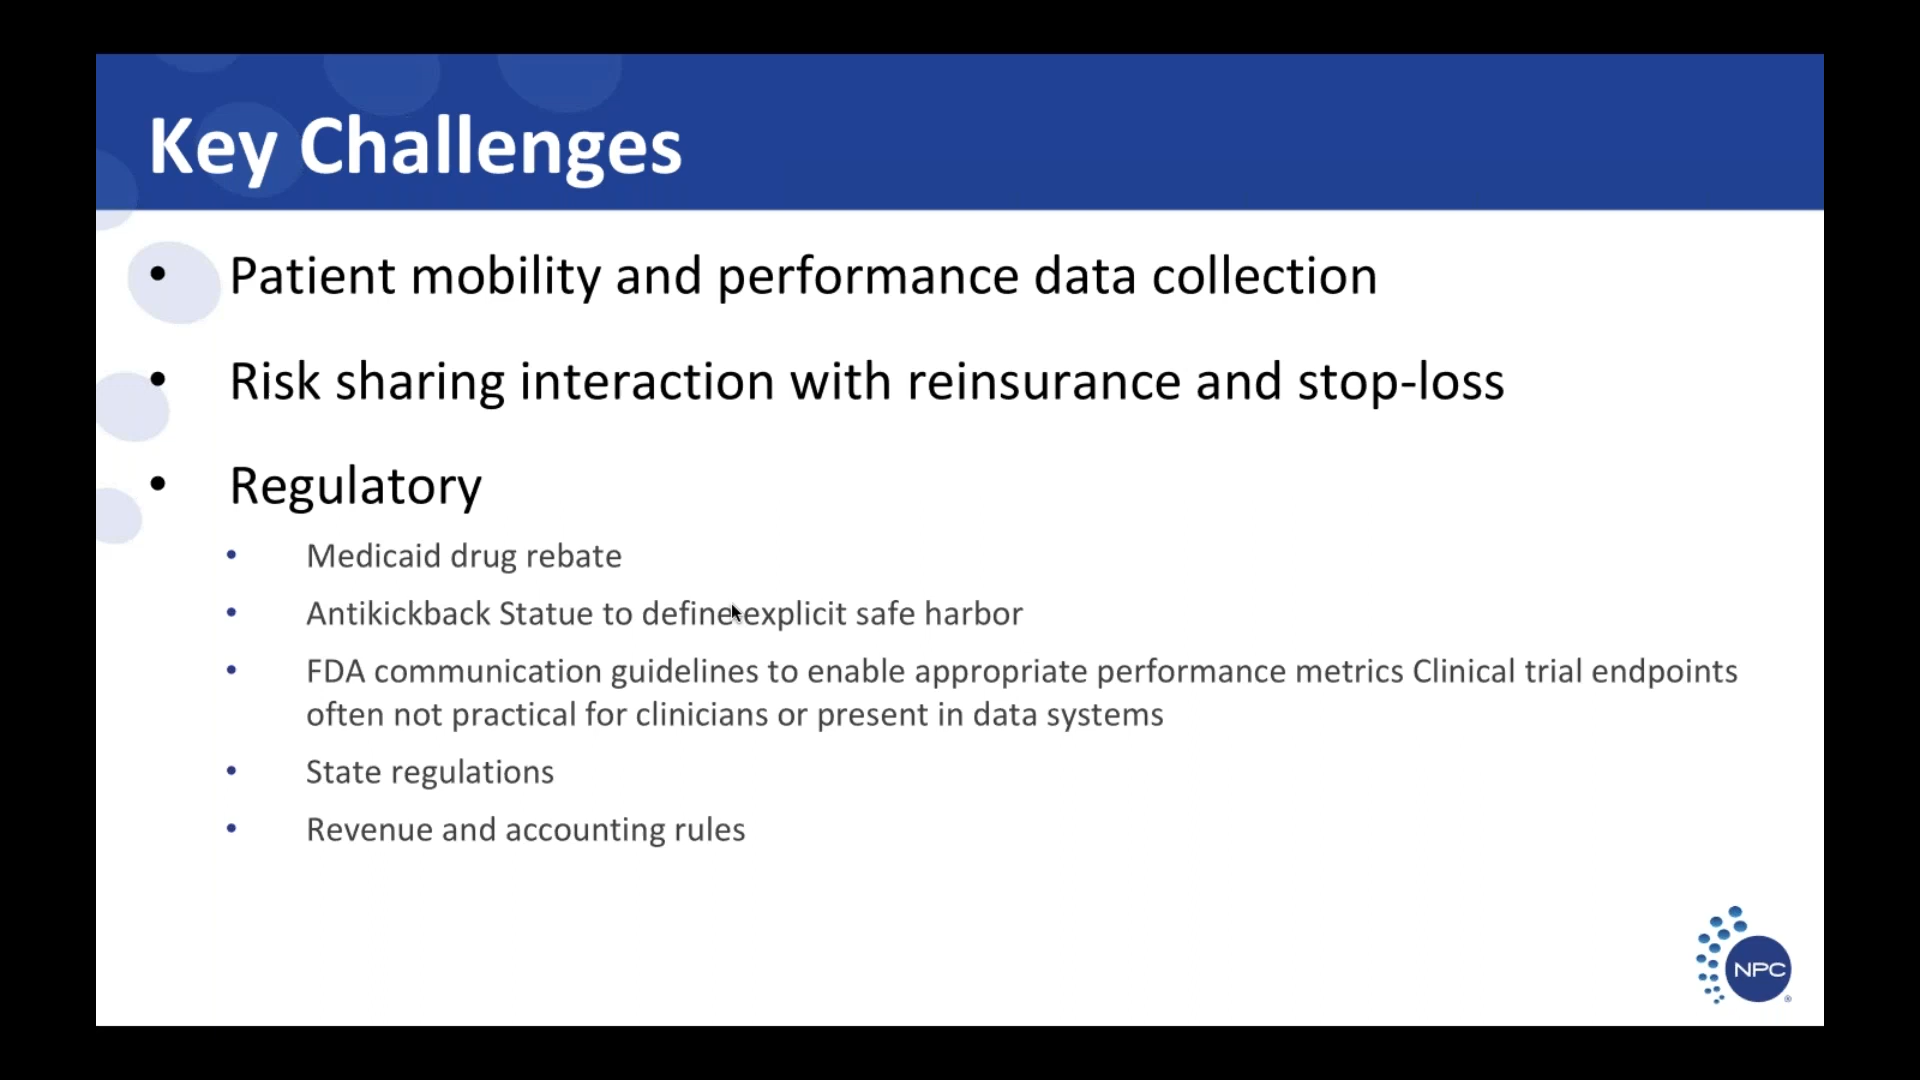 Key Challenges
• Patient mobility and performance data collection
• Risk sharing interaction with reinsurance and stop-loss
• Regulatory
• Medicaid drug rebate
• Antikickback Statue to define explicit safe harbor
• FDA communication guidelines to enable appropriate performance metrics Clinical trial endpoints
often not practical for clinicians or present in data systems
• State regulations
• Revenue and accounting rules
NPC
®